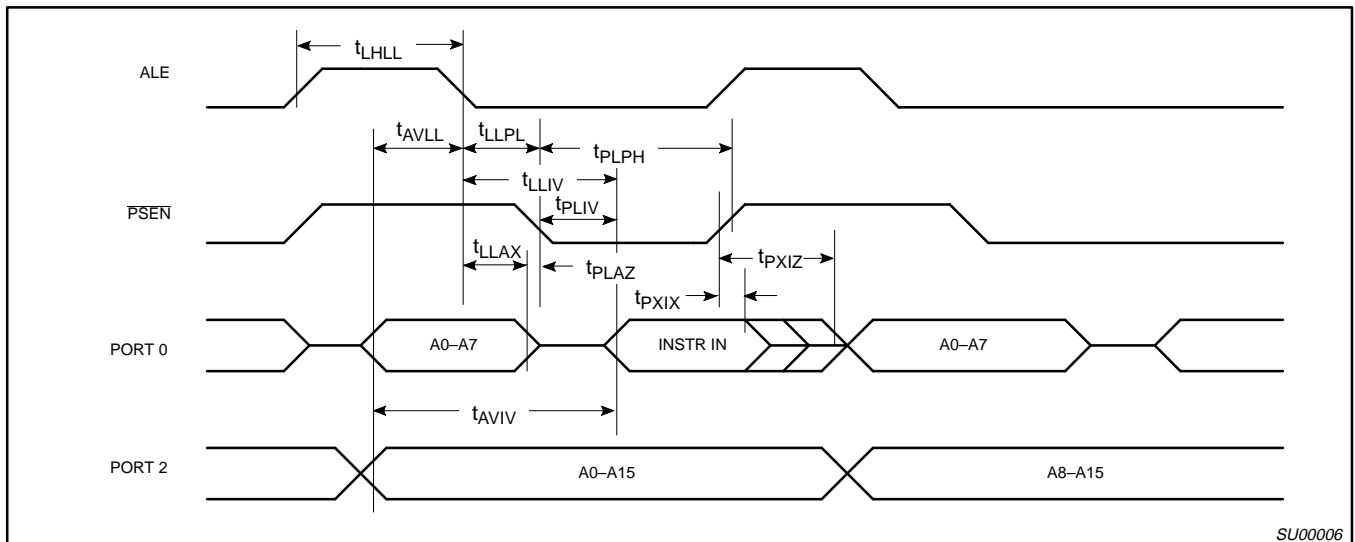 tLHLL
ALE
tAVLL
tLLPL
tPLPH
tLLIV
PSEN
tPLIV
tLLAX
tPLAZ
tPXIZ
tPXIX
PORT 0
A0–A7
INSTR IN
A0–A7
tAVIV
PORT 2
A0–A15
A8–A15
SU00006